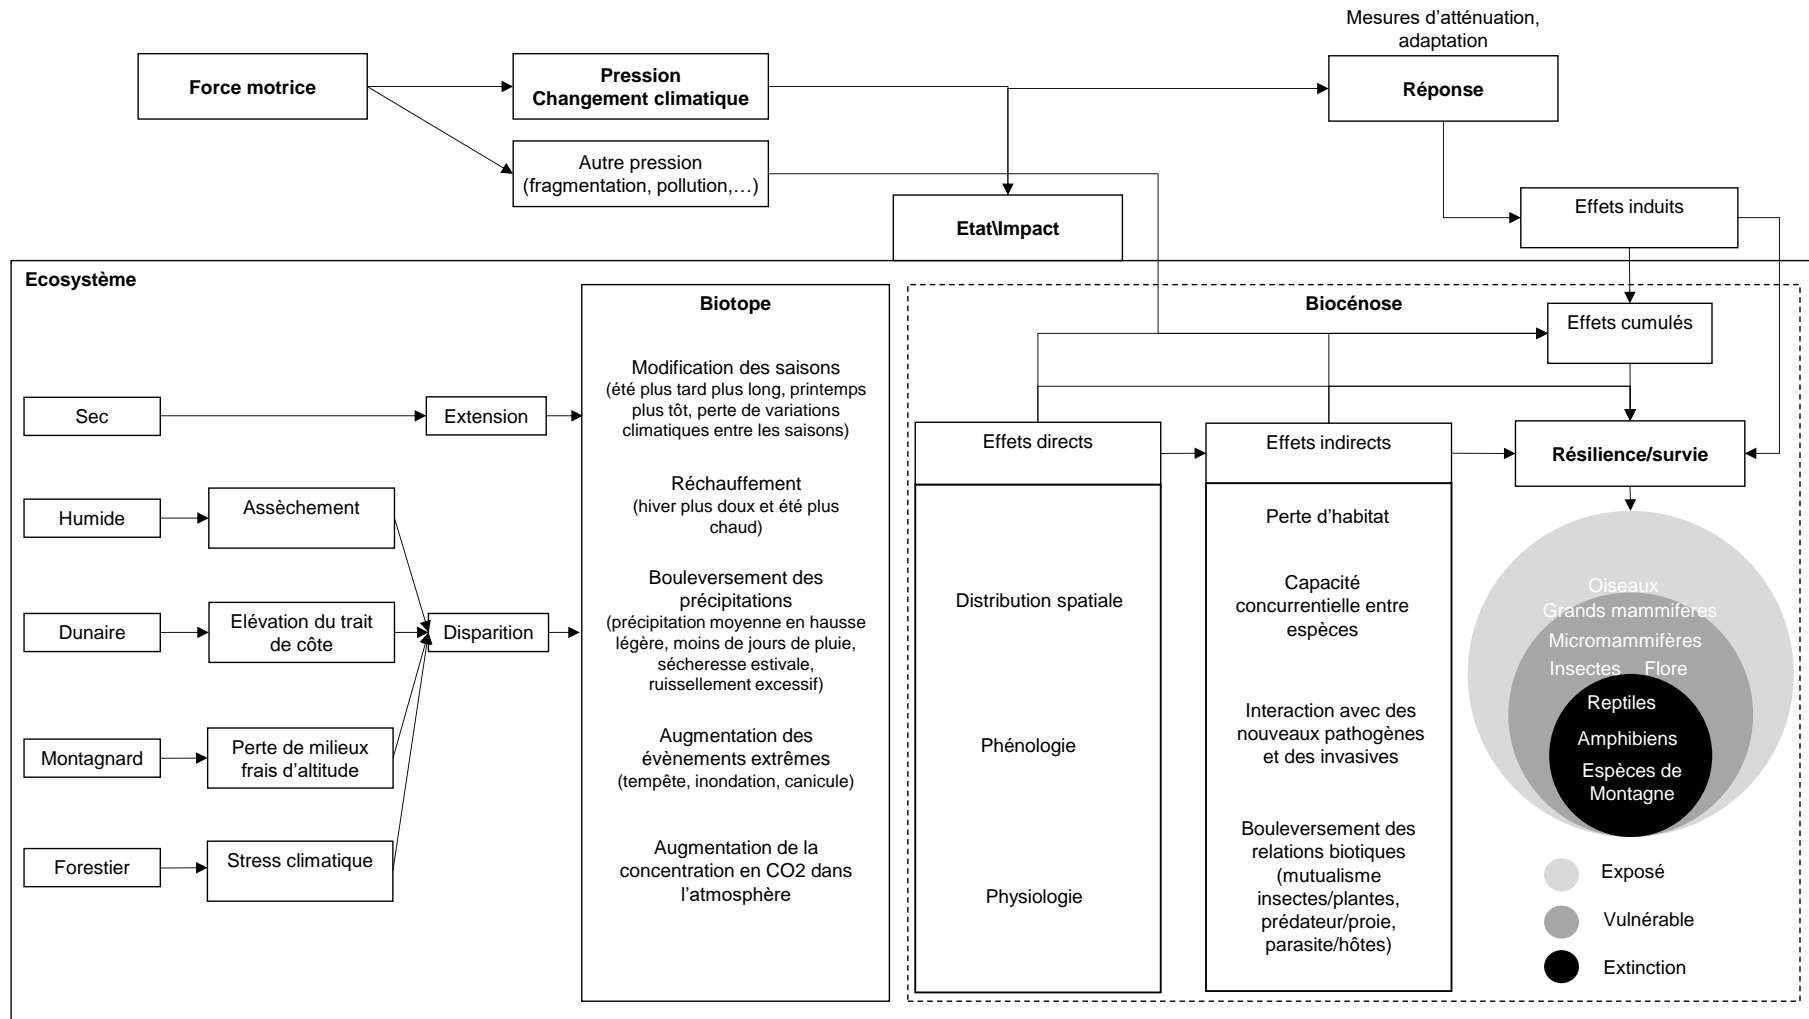 Mesures d'atténuation,
adaptation
Force motrice
Pression
Changement climatique
Réponse
Autre pression
(fragmentation, pollution,…)
Effets induits
Etat\Impact
Ecosystème
Biotope
Modification des saisons
(été plus tard plus long, printemps
plus tôt, perte de variations
climatiques entre les saisons)
Réchauffement
(hiver plus doux et été plus
chaud)
Bouleversement des
précipitations
(précipitation moyenne en hausse
légère, moins de jours de pluie,
sécheresse estivale,
ruissellement excessif)
Augmentation des
évènements extrêmes
(tempête, inondation, canicule)
Augmentation de la
concentration en CO2 dans
l'atmosphère
Sec
Extension
Humide
Assèchement
Dunaire
Elévation du trait
de côte
Disparition
Montagnard
Perte de milieux
frais d'altitude
Forestier
Stress climatique
Biocénose
Effets cumulés
Effets directs
Distribution spatiale
Phénologie
Physiologie
Effets indirects
Perte d'habitat
Capacité
concurrentielle entre
espèces
Interaction avec des
nouveaux pathogènes
et des invasives
Bouleversement des
relations biotiques
(mutualisme
insectes/plantes,
prédateur/proie,
parasite/hôtes)
Résilience/survie
Oiseaux
Grands mammifères
Micromammifères
Insectes Flore
Reptiles
Amphibiens
Espèces de
Montagne
Exposé
Vulnérable
Extinction